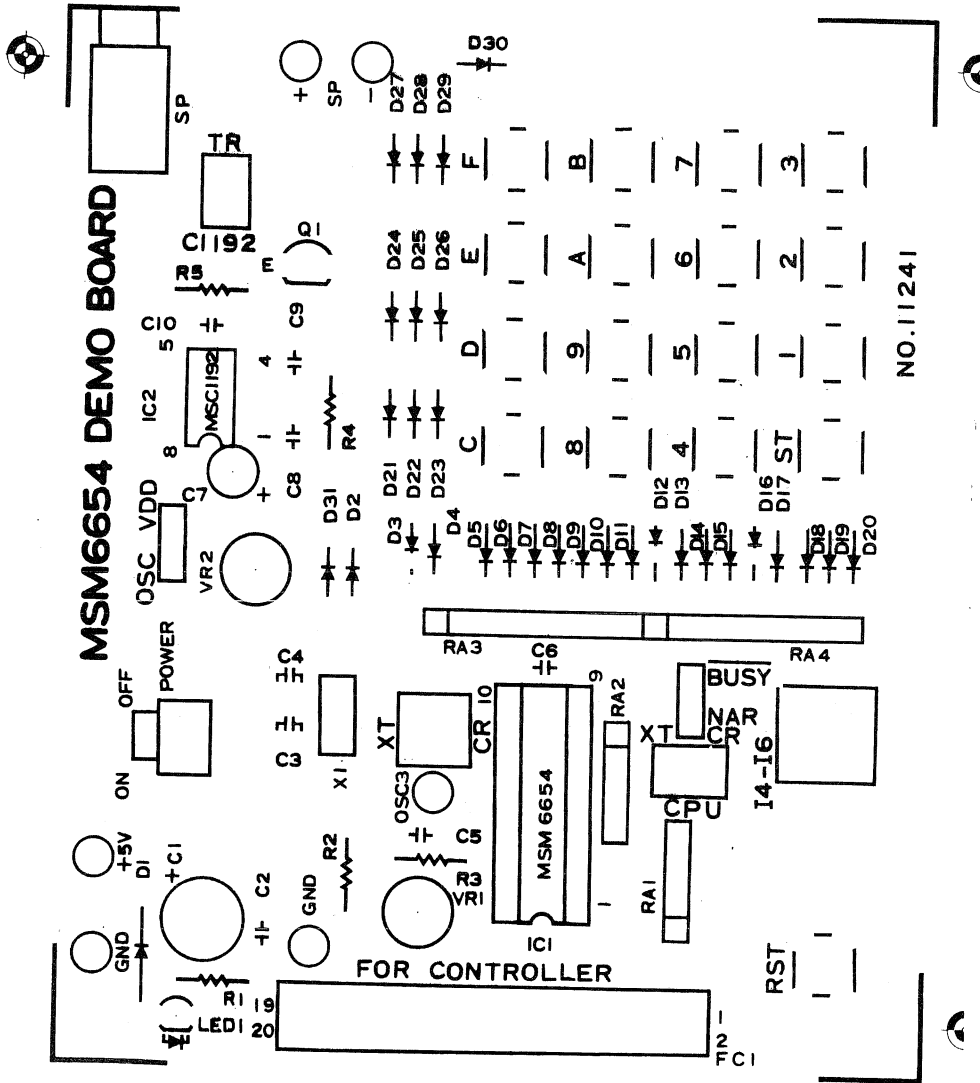 MSM6654 DEMO BOARD
SP
+
SP
-
D30
D27
D28
D29
TR
C1192
E
Q1
R5
C9
D24
D25
D26
F
B
7
3
E
A
6
2
D
9
5
1
C
8
4
ST
NO.11241
C10
5
4
IC2
MSC1192
8
1
R4
C7
+
C8
D21
D22
D23
OSC
VDD
VR2
D31
D2
D3
D4
D5
D6
D7
D8
D9
D10
D11
D12
D13
D14
D15
D16
D17
D18
D19
D20
RA3
C6
RA4
OFF
POWER
ON
C4
C3
X1
XT
CR
10
9
RA2
BUSY
NAR
XT
CR
CPU
I4-I6
OSC3
MSM6654
C5
R2
R3
VR1
RA1
+5V
D1
+C1
C2
GND
GND
IC1
1
FOR CONTROLLER
RST
R1
19
LED1
20
1
2
FC1